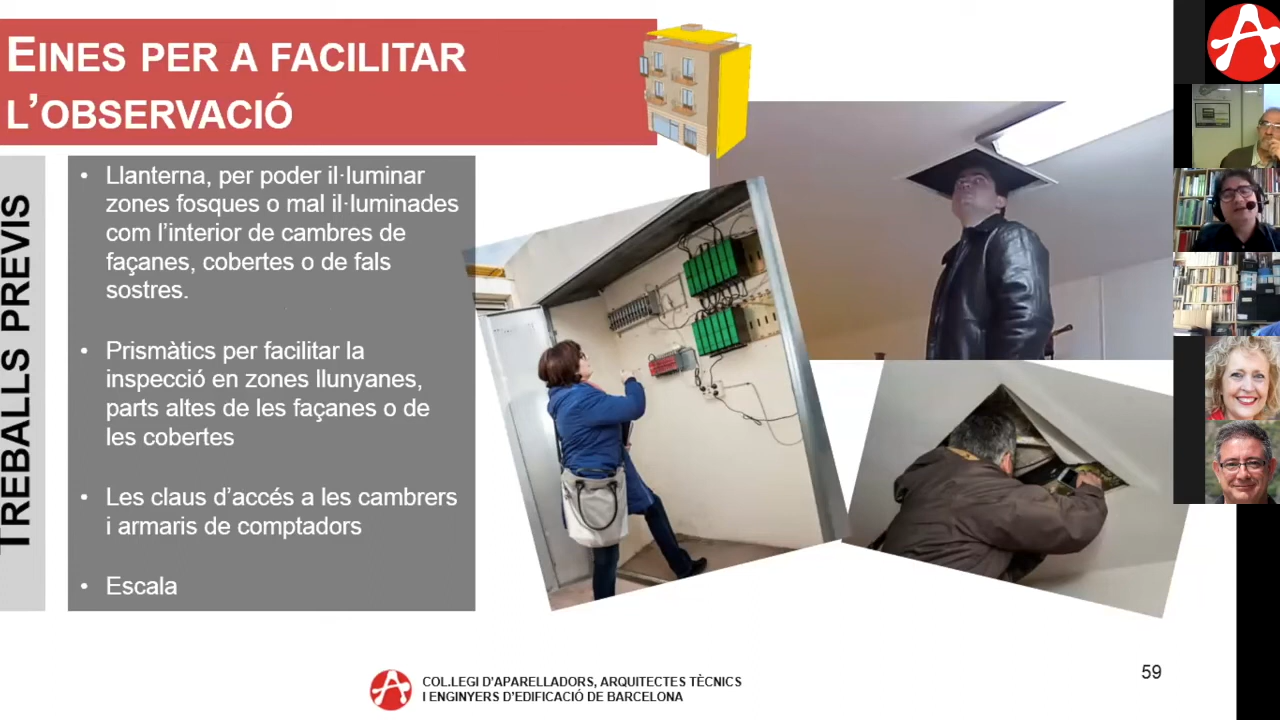 EINES PER A FACILITAR
L'OBSERVACIÓ
TREBALLS PREVIS
• Llanterna, per poder il·luminar
zones fosques o mal il·luminades
com l'interior de cambres de
façanes, cobertes o de fals
sostres.
• Prismàtics per facilitar la
inspecció en zones llunyanes,
parts altes de les façanes o de
les cobertes
• Les claus d'accés a les cambrers
i armaris de comptadors
• Escala
COL.LEGI D'APARELLADORS, ARQUITECTES TÈCNICS
I ENGINYERS D'EDIFICACIÓ DE BARCELONA
59